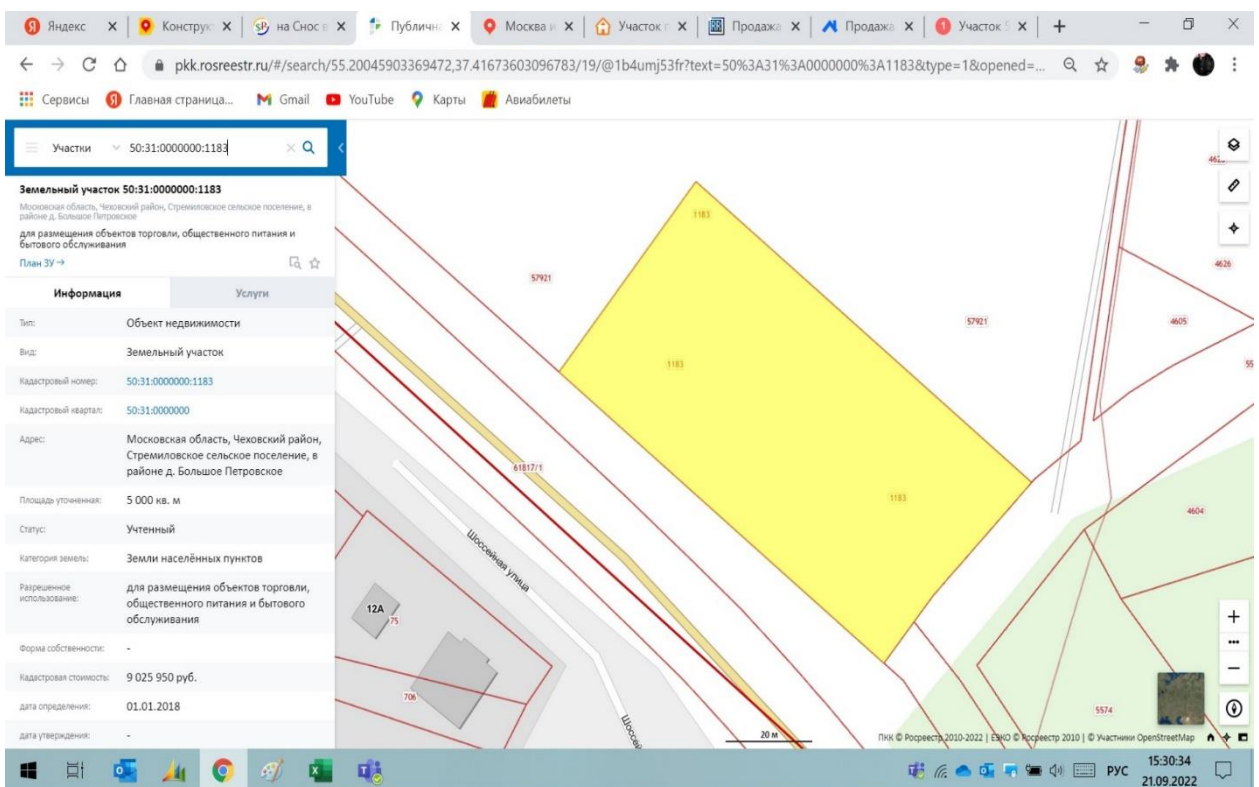 Яндекс
Конструк
на Снос в
Публична
Москва и
Участок п
Продажа
Продажа
Участок 5
pkk.rosreestr.ru/#/search/55.20045903369472,37.41673603096783/19/@1b4umj53fr?text=50%3A31%3A0000000%3A1183&type=1&opened=...
Сервисы
Главная страница...
Gmail
YouTube
Карты
Авиабилеты
Участки
50:31:0000000:1183
Земельный участок 50:31:0000000:1183
Московская область, Чеховский район, Стремиловское сельское поселение, в
районе д. Большое Петровское
для размещения объектов торговли, общественного питания и
бытового обслуживания
План ЗУ →
Информация
Услуги
Тип:
Объект недвижимости
Вид:
Земельный участок
Кадастровый номер:
50:31:0000000:1183
Кадастровый квартал:
50:31:0000000
Адрес:
Московская область, Чеховский район,
Стремиловское сельское поселение, в
районе д. Большое Петровское
Площадь уточненная:
5 000 кв. м
Статус:
Учтенный
Категория земель:
Земли населённых пунктов
Разрешенное
использование:
для размещения объектов торговли,
общественного питания и бытового
обслуживания
Форма собственности:
-
Кадастровая стоимость:
9 025 950 руб.
дата определения:
01.01.2018
дата утверждения:
-
1183
57921
57921
4626
4605
1183
61817/1
1183
4604
Шоссейная улица
12А
75
706
Шоссей
5574
20 м
ПКК © Росреестр 2010-2022 | ЕЭКО © Росреестр 2010 | © Участники OpenStreetMap
РУС
15:30:34
21.09.2022